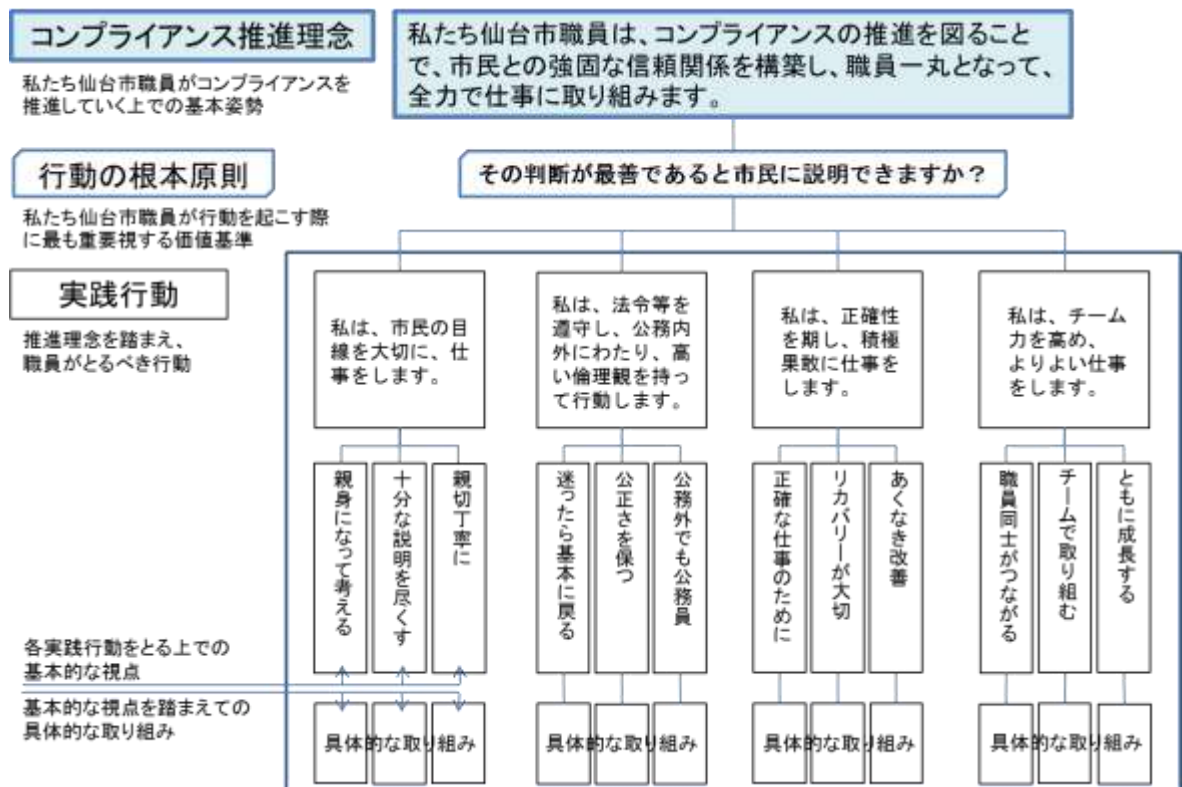 コンプライアンス推進理念
私たち仙台市職員がコンプライアンスを
推進していく上での基本姿勢
私たち仙台市職員は、コンプライアンスの推進を図ること
で、市民との強固な信頼関係を構築し、職員一丸となって、
全力で仕事に取り組みます。
行動の根本原則
私たち仙台市職員が行動を起こす際
に最も重要視する価値基準
その判断が最善であると市民に説明できますか？
実践行動
推進理念を踏まえ、
職員がとるべき行動
私は、市民の目
線を大切に、仕
事をします。
私は、法令等を
遵守し、公務内
外にわたり、高
い倫理観を持っ
て行動します。
私は、正確性
を期し、積極
果敢に仕事を
します。
私は、チーム
力を高め、
よりよい仕事
をします。
親身になって考える
十分な説明を尽くす
親切丁寧に
迷ったら基本に戻る
公正さを保つ
公務外でも公務員
正確な仕事のために
リカバリーが大切
あくなき改善
職員同士がつながる
チームで取り組む
ともに成長する
各実践行動をとる上での
基本的な視点
基本的な視点を踏まえての
具体的な取り組み
具体的な取り組み
具体的な取り組み
具体的な取り組み
具体的な取り組み